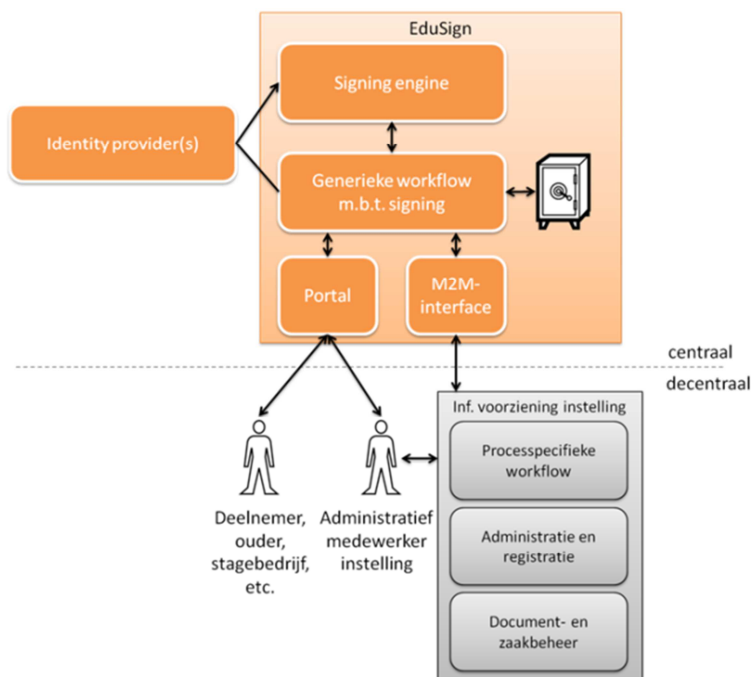 EduSign
Signing engine
Identity provider(s)
Generieke workflow
m.b.t. signing
Portal
M2M-
interface
centraal
decentraal
Inf. voorziening instelling
Processpecifieke
workflow
Deelnemer,
ouder,
stagebedrijf,
etc.
Administratief
medewerker
instelling
Administratie en
registratie
Document- en
zaakbeheer